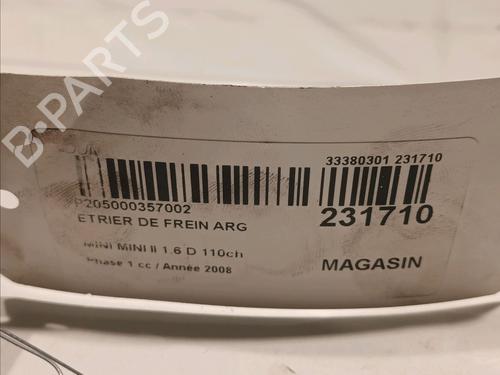 B-PARTS
33380301 231710
P205000357002
231710
ETRIER DE FREIN ARG
MINI MINI II 1.6 D 110ch
Phase 1 cc / Année 2008
MAGASIN